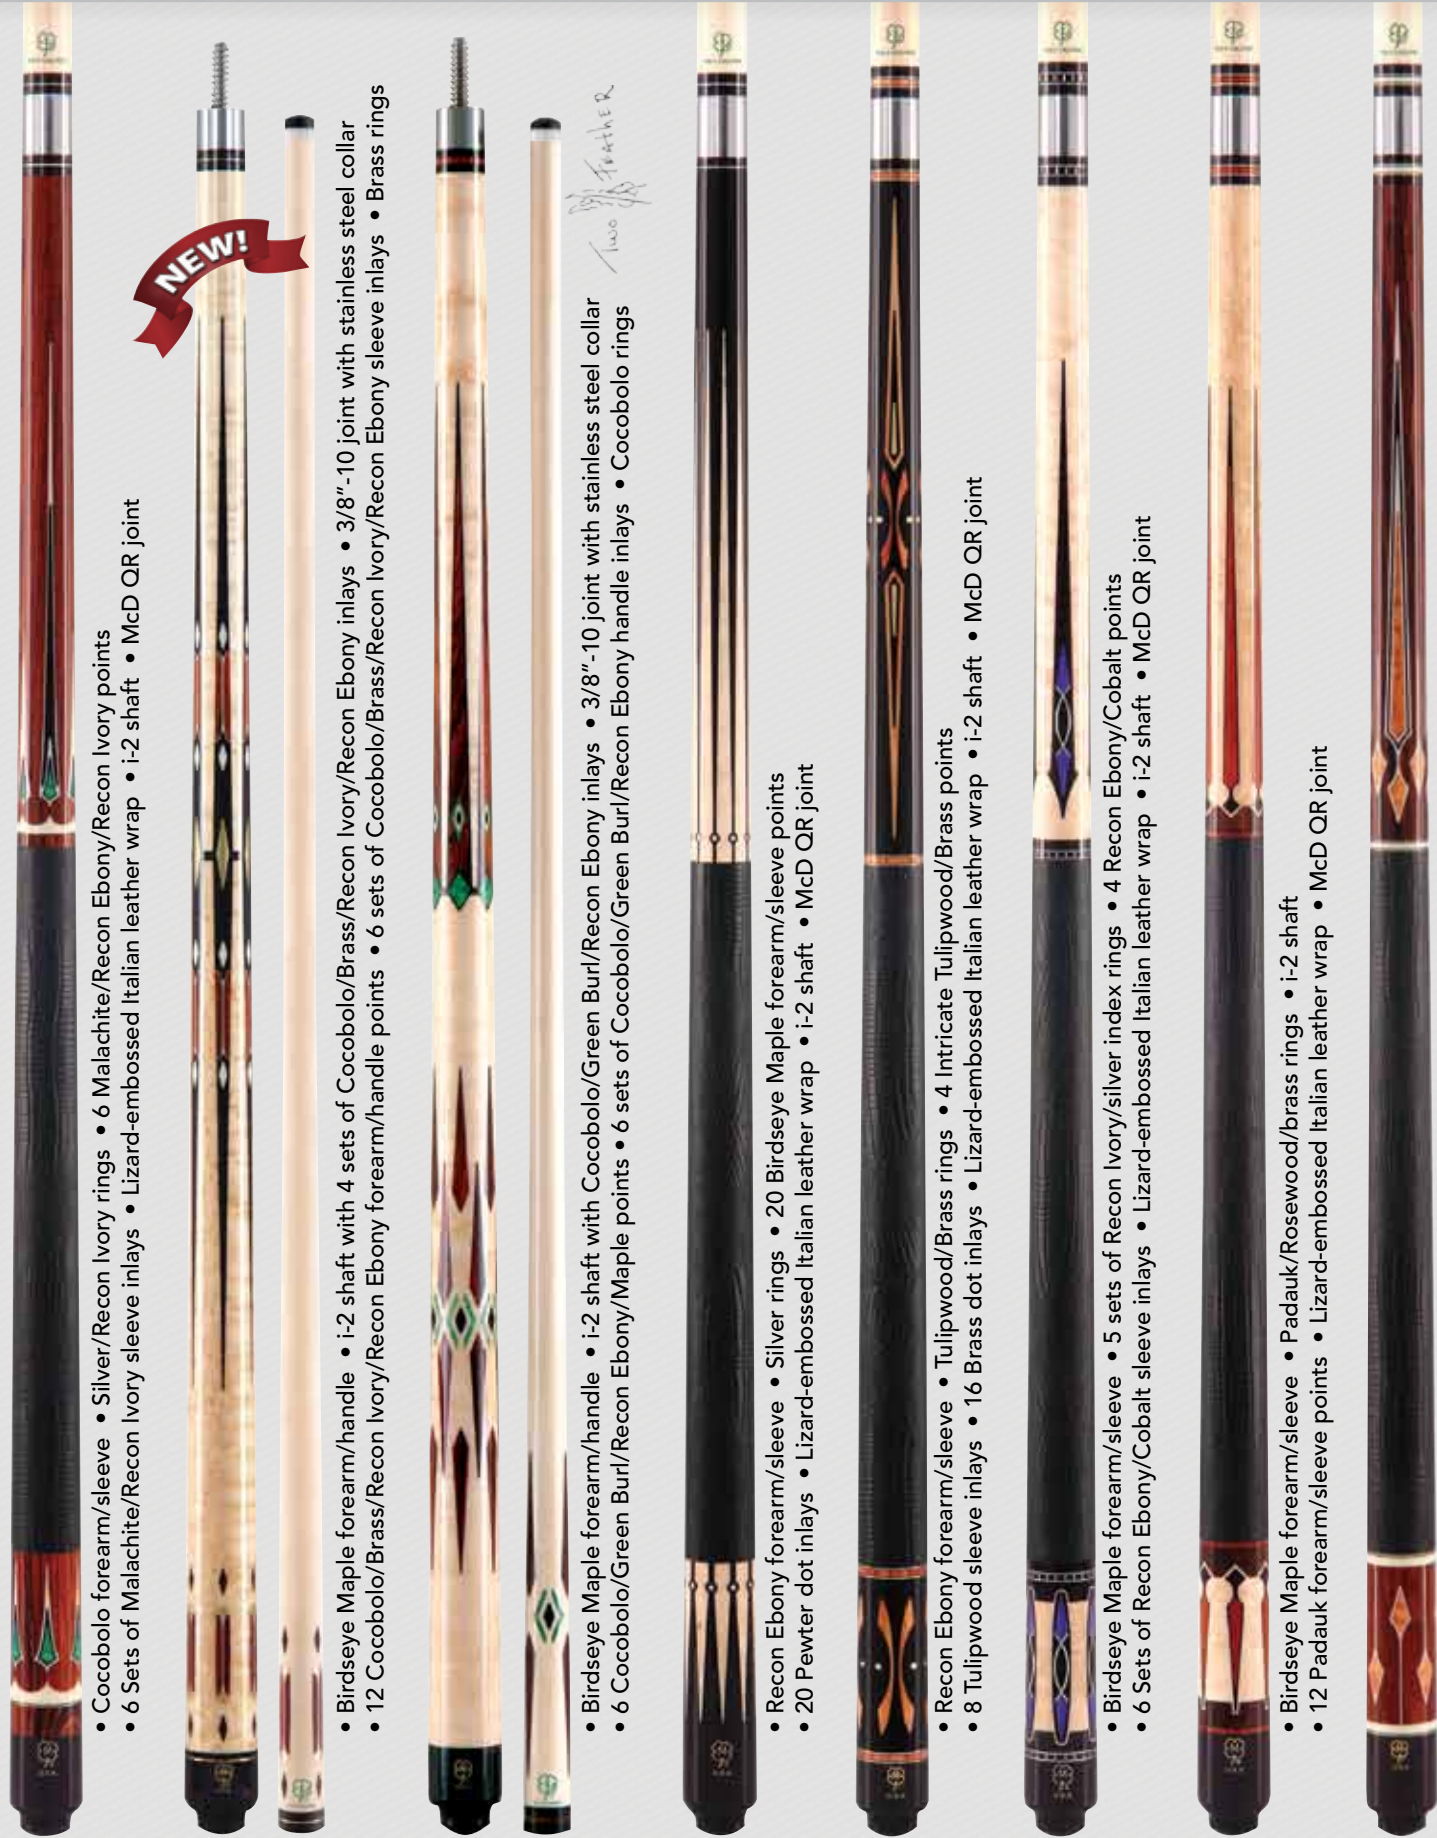 • Cocobolo forearm/sleeve • Silver/Recon Ivory rings • 6 Malachite/Recon Ebony/Recon Ivory points
• 6 Sets of Malachite/Recon Ivory sleeve inlays • Lizard-embossed Italian leather wrap • i-2 shaft • McD QR joint
NEW!
• Birdseye Maple forearm/handle • i-2 shaft with 4 sets of Cocobolo/Brass/Recon Ivory/Recon Ebony inlays • 3/8"-10 joint with stainless steel collar
• 12 Cocobolo/Brass/Recon Ivory/Recon Ebony forearm/handle points • 6 sets of Cocobolo/Brass/Recon Ivory/Recon Ebony sleeve inlays • Brass rings
Two Feather
• Birdseye Maple forearm/handle • i-2 shaft with Cocobolo/Green Burl/Recon Ebony inlays • 3/8"-10 joint with stainless steel collar
• 6 Cocobolo/Green Burl/Recon Ebony/Maple points • 6 sets of Cocobolo/Green Burl/Recon Ebony handle inlays • Cocobolo rings
• Recon Ebony forearm/sleeve • Silver rings • 20 Birdseye Maple forearm/sleeve points
• 20 Pewter dot inlays • Lizard-embossed Italian leather wrap • i-2 shaft • McD QR joint
• Recon Ebony forearm/sleeve • Tulipwood/Brass rings • 4 Intricate Tulipwood/Brass points
• 8 Tulipwood sleeve inlays • 16 Brass dot inlays • Lizard-embossed Italian leather wrap • i-2 shaft • McD QR joint
• Birdseye Maple forearm/sleeve • 5 sets of Recon Ivory/silver index rings • 4 Recon Ebony/Cobalt points
• 6 Sets of Recon Ebony/Cobalt sleeve inlays • Lizard-embossed Italian leather wrap • i-2 shaft • McD QR joint
• Birdseye Maple forearm/sleeve • Padauk/Rosewood/brass rings • i-2 shaft
• 12 Padauk forearm/sleeve points • Lizard-embossed Italian leather wrap • McD QR joint